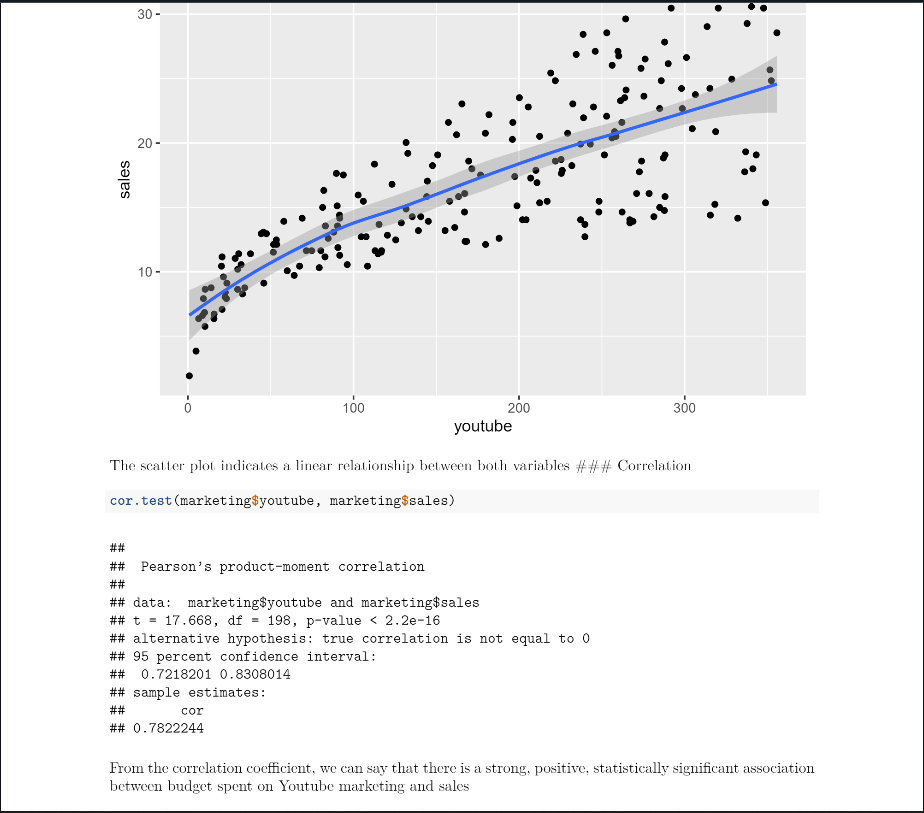 30
20
10
sales
0 100 200 300
youtube
The scatter plot indicates a linear relationship between both variables ### Correlation
cor.test(marketing$youtube, marketing$sales)
##
##  Pearson's product-moment correlation
##
## data:  marketing$youtube and marketing$sales
## t = 17.668, df = 198, p-value < 2.2e-16
## alternative hypothesis: true correlation is not equal to 0
## 95 percent confidence interval:
##  0.7218201 0.8308014
## sample estimates:
##       cor
## 0.7822244
From the correlation coefficient, we can say that there is a strong, positive, statistically significant association
between budget spent on Youtube marketing and sales